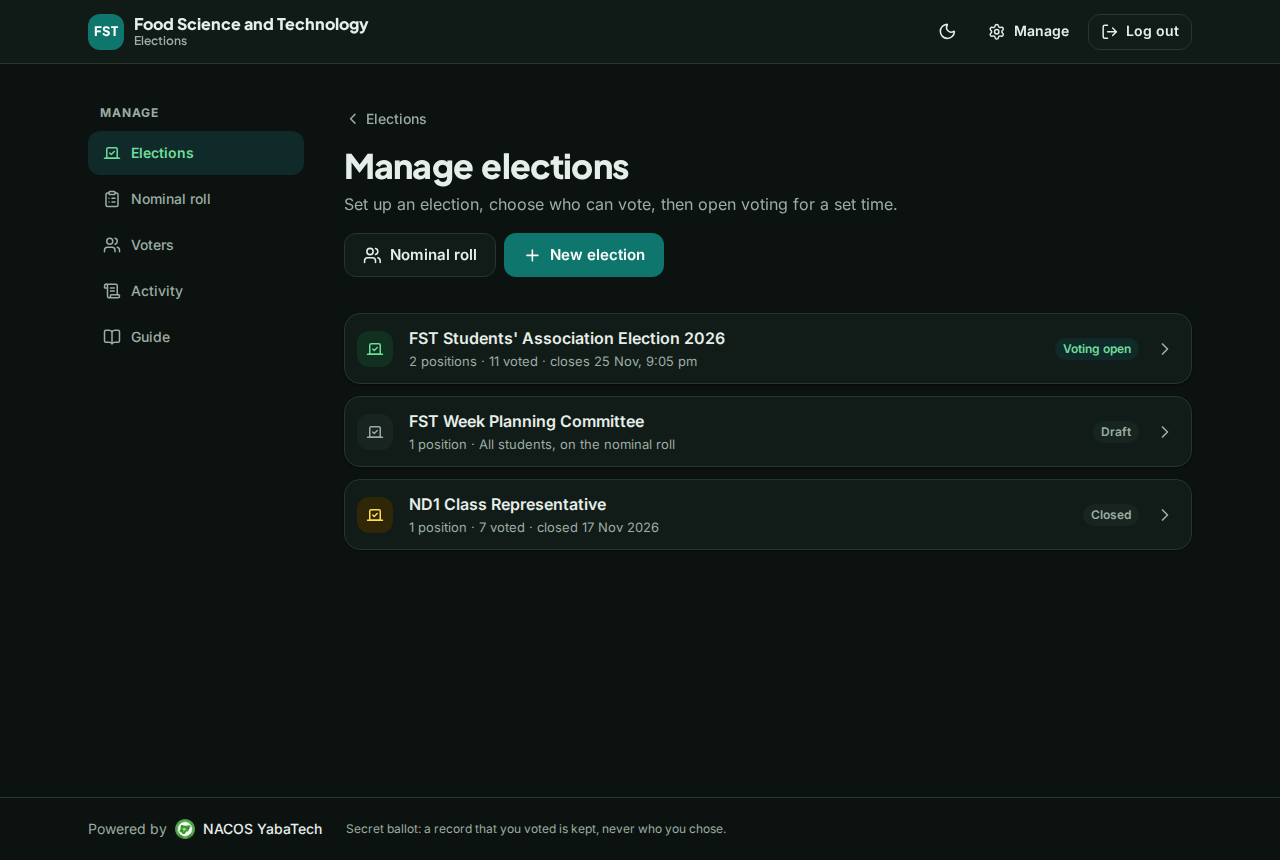 FST
Food Science and Technology
Elections
Manage
Log out
MANAGE
Elections
Nominal roll
Voters
Activity
Guide
Elections
Manage elections
Set up an election, choose who can vote, then open voting for a set time.
Nominal roll
New election
FST Students' Association Election 2026
2 positions · 11 voted · closes 25 Nov, 9:05 pm
Voting open
FST Week Planning Committee
1 position · All students, on the nominal roll
Draft
ND1 Class Representative
1 position · 7 voted · closed 17 Nov 2026
Closed
Powered by NACOS YabaTech
Secret ballot: a record that you voted is kept, never who you chose.